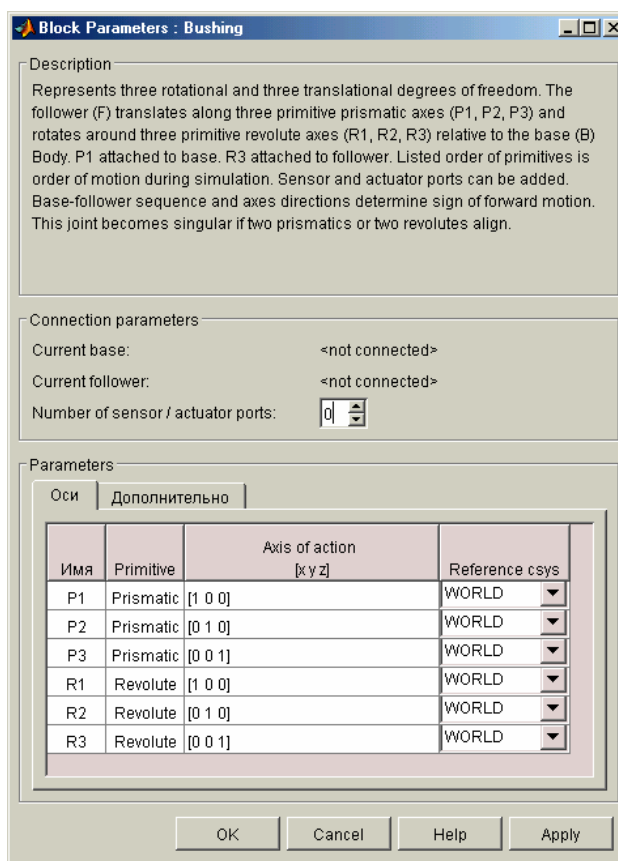 Block Parameters : Bushing
Description
Represents three rotational and three translational degrees of freedom. The
follower (F) translates along three primitive prismatic axes (P1, P2, P3) and
rotates around three primitive revolute axes (R1, R2, R3) relative to the base (B)
Body. P1 attached to base. R3 attached to follower. Listed order of primitives is
order of motion during simulation. Sensor and actuator ports can be added.
Base-follower sequence and axes directions determine sign of forward motion.
This joint becomes singular if two prismatics or two revolutes align.
Connection parameters
Current base: <not connected>
Current follower: <not connected>
Number of sensor / actuator ports: 0
Parameters
Оси Дополнительно
Имя Primitive Axis of action [x y z] Reference csys
P1 Prismatic [1 0 0] WORLD
P2 Prismatic [0 1 0] WORLD
P3 Prismatic [0 0 1] WORLD
R1 Revolute [1 0 0] WORLD
R2 Revolute [0 1 0] WORLD
R3 Revolute [0 0 1] WORLD
OK Cancel Help Apply